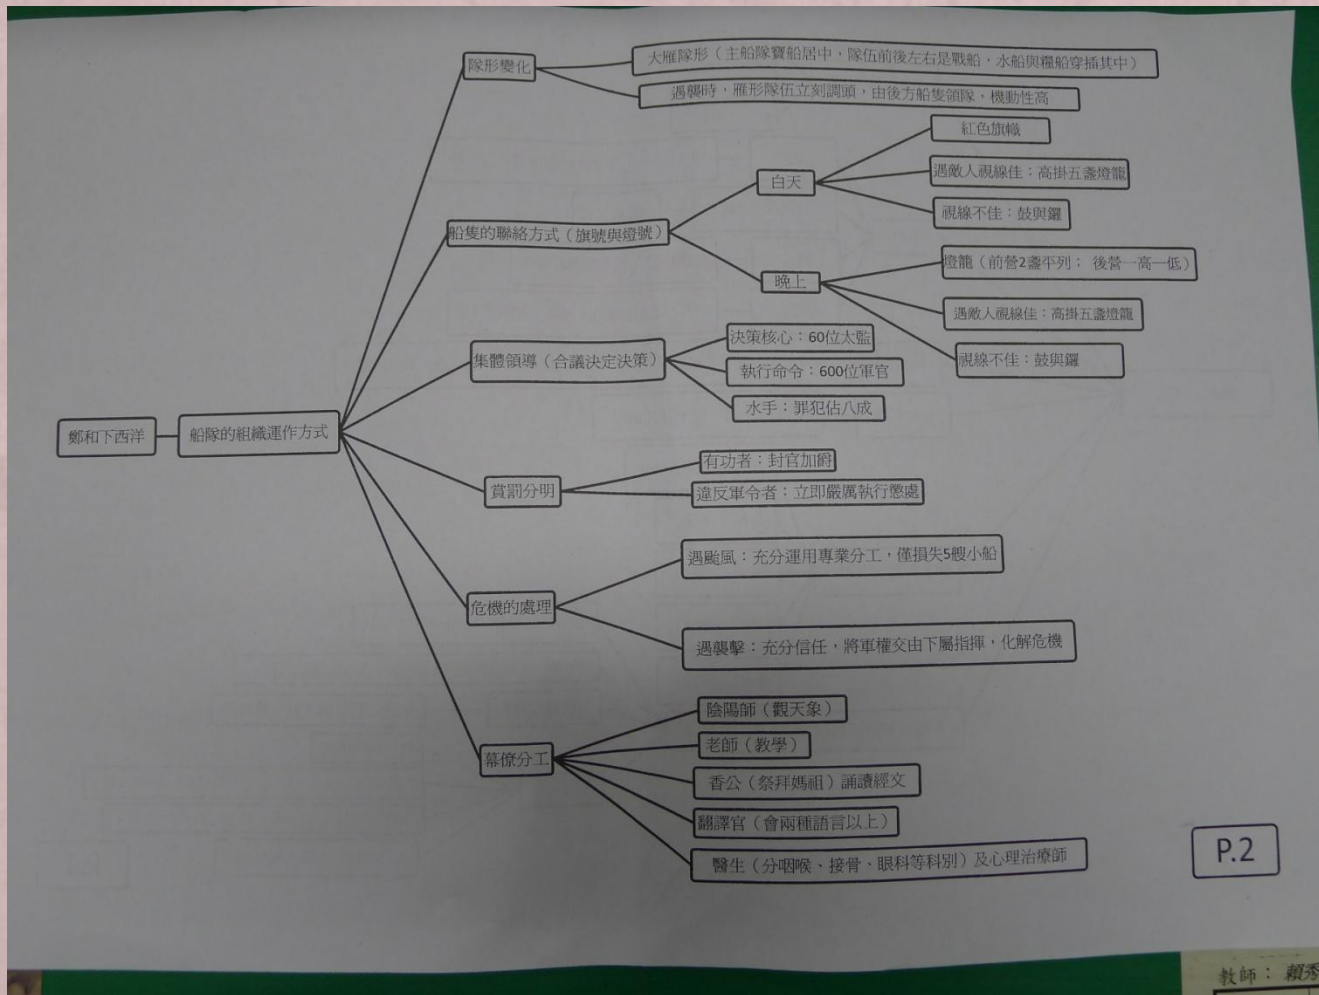 鄭和下西洋
船隊的組織運作方式
隊形變化
大雁隊形（主船隊寶船居中，隊伍前後左右是戰船，水船與糧船穿插其中）
遇襲時，雁形隊伍立刻調頭，由後方船隻領隊，機動性高
船隻的聯絡方式（旗號與燈號）
白天
紅色旗幟
遇敵人視線佳：高掛五盞燈籠
視線不佳：鼓與鑼
晚上
燈籠（前營2盞平列； 後營一高一低）
遇敵人視線佳：高掛五盞燈籠
視線不佳：鼓與鑼
集體領導（合議決定決策）
決策核心：60位太監
執行命令：600位軍官
水手：罪犯佔八成
賞罰分明
有功者：封官加爵
違反軍令者：立即嚴厲執行懲處
危機的處理
遇颱風：充分運用專業分工，僅損失5艘小船
遇襲擊：充分信任，將軍權交由下屬指揮，化解危機
幕僚分工
陰陽師（觀天象）
老師（教學）
香公（祭拜媽祖）誦讀經文
翻譯官（會兩種語言以上）
醫生（分咽喉、接骨、眼科等科別）及心理治療師
P.2
教師：賴秀